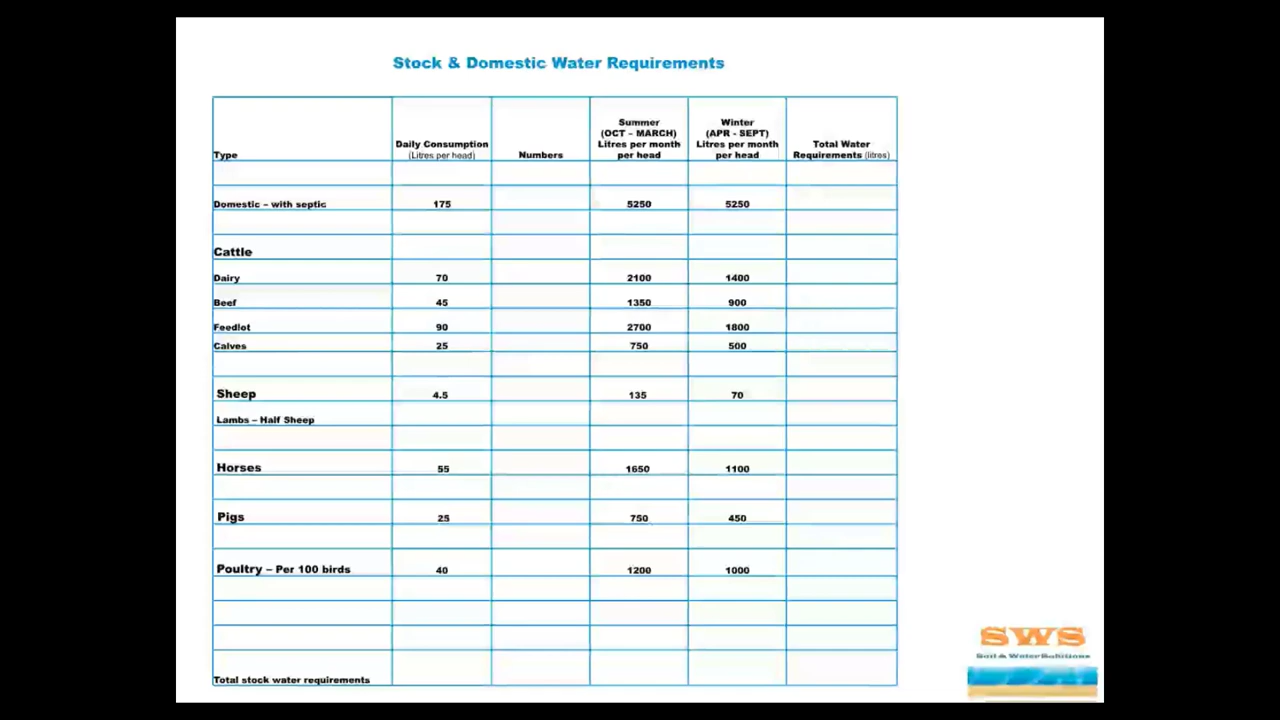 Stock & Domestic Water Requirements
Type
Daily Consumption
(Litres per head)
Numbers
Summer
(OCT – MARCH)
Litres per month
per head
Winter
(APR - SEPT)
Litres per month
per head
Total Water
Requirements (litres)
Domestic – with septic 175 5250 5250
Cattle
Dairy 70 2100 1400
Beef 45 1350 900
Feedlot 90 2700 1800
Calves 25 750 500
Sheep 4.5 135 70
Lambs – Half Sheep
Horses 55 1650 1100
Pigs 25 750 450
Poultry – Per 100 birds 40 1200 1000
Total stock water requirements
SWS
Soil & Water Solutions